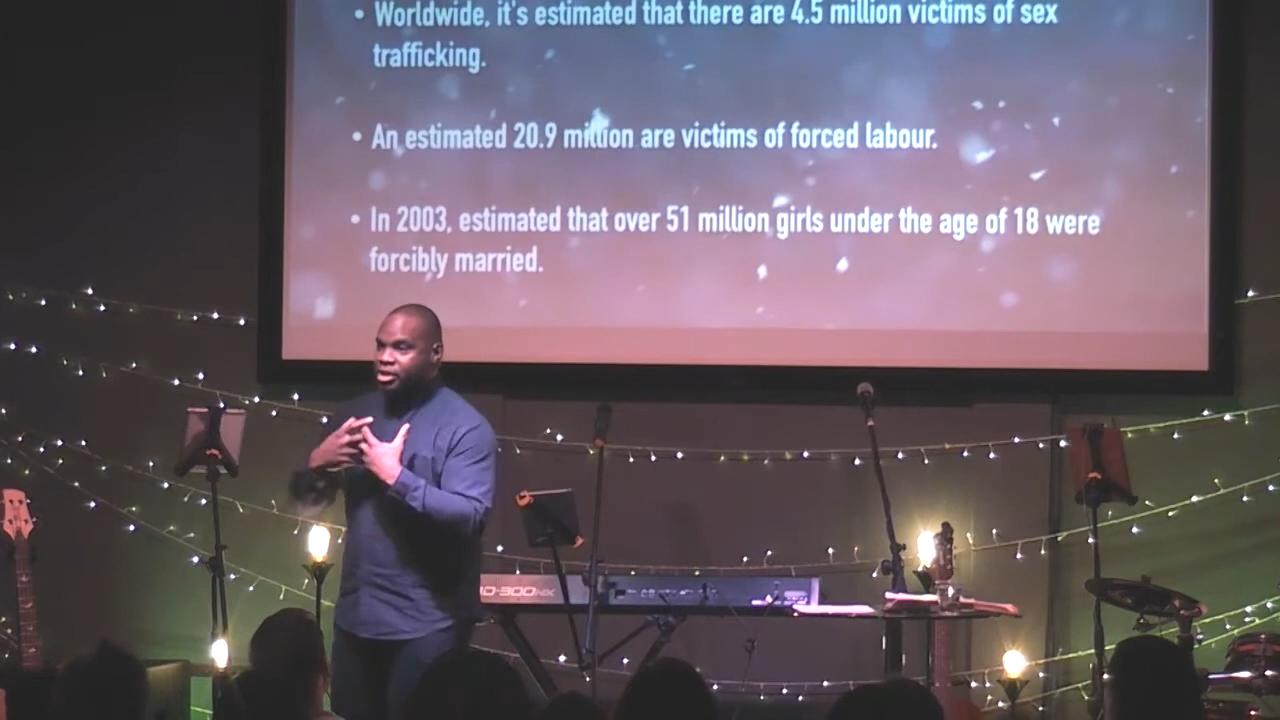 • Worldwide, it's estimated that there are 4.5 million victims of sex
trafficking.
• An estimated 20.9 million are victims of forced labour.
• In 2003, estimated that over 51 million girls under the age of 18 were
forcibly married.
RD-300NX